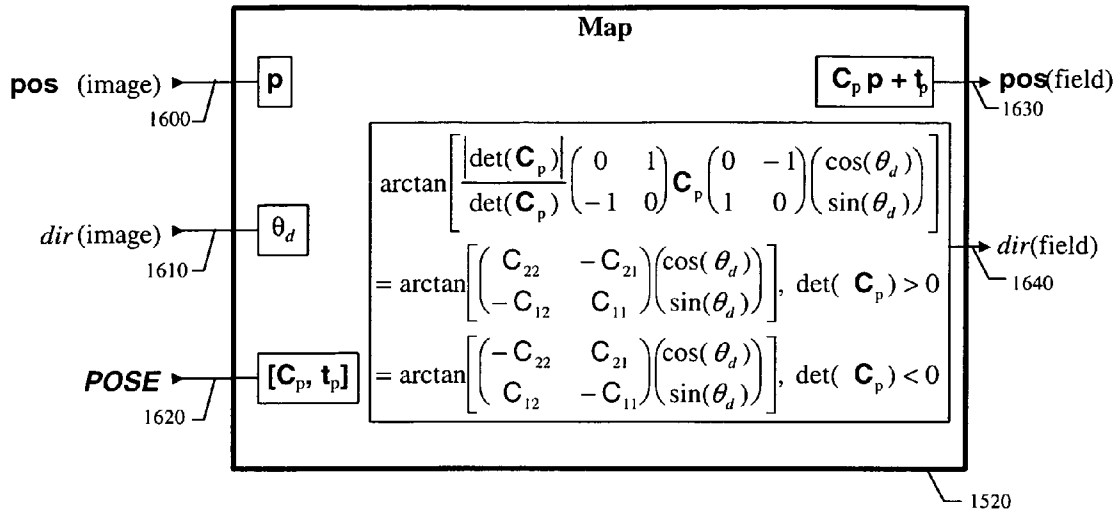 Map
pos (image)
1600
p
C_p p + t_p
pos(field)
1630
arctan[ |det(C_p)| / det(C_p) ( 0 1 ; -1 0 ) C_p ( 0 -1 ; 1 0 ) ( cos(θ_d) ; sin(θ_d) ) ]
dir(image)
1610
θ_d
= arctan[ ( C_22 -C_21 ; -C_12 C_11 ) ( cos(θ_d) ; sin(θ_d) ) ], det( C_p) > 0
dir(field)
1640
POSE
1620
[C_p, t_p]
= arctan[ ( -C_22 C_21 ; C_12 -C_11 ) ( cos(θ_d) ; sin(θ_d) ) ], det( C_p) < 0
1520